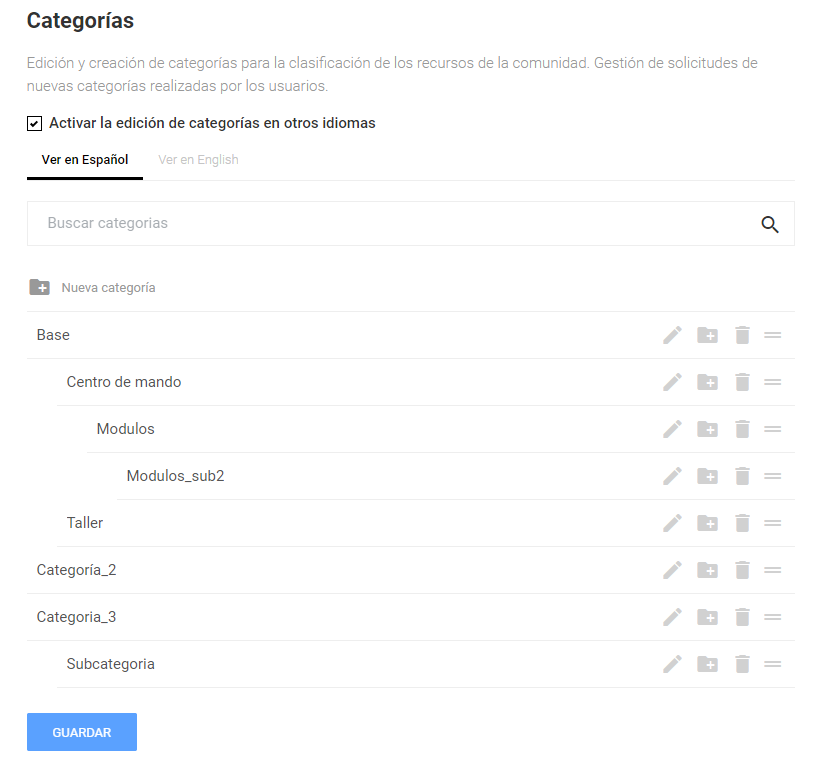 Categorías
Edición y creación de categorías para la clasificación de los recursos de la comunidad. Gestión de solicitudes de
nuevas categorías realizadas por los usuarios.
Activar la edición de categorías en otros idiomas
Ver en Español Ver en English
Buscar categorias
Nueva categoría
Base
Centro de mando
Modulos
Modulos_sub2
Taller
Categoría_2
Categoria_3
Subcategoria
GUARDAR